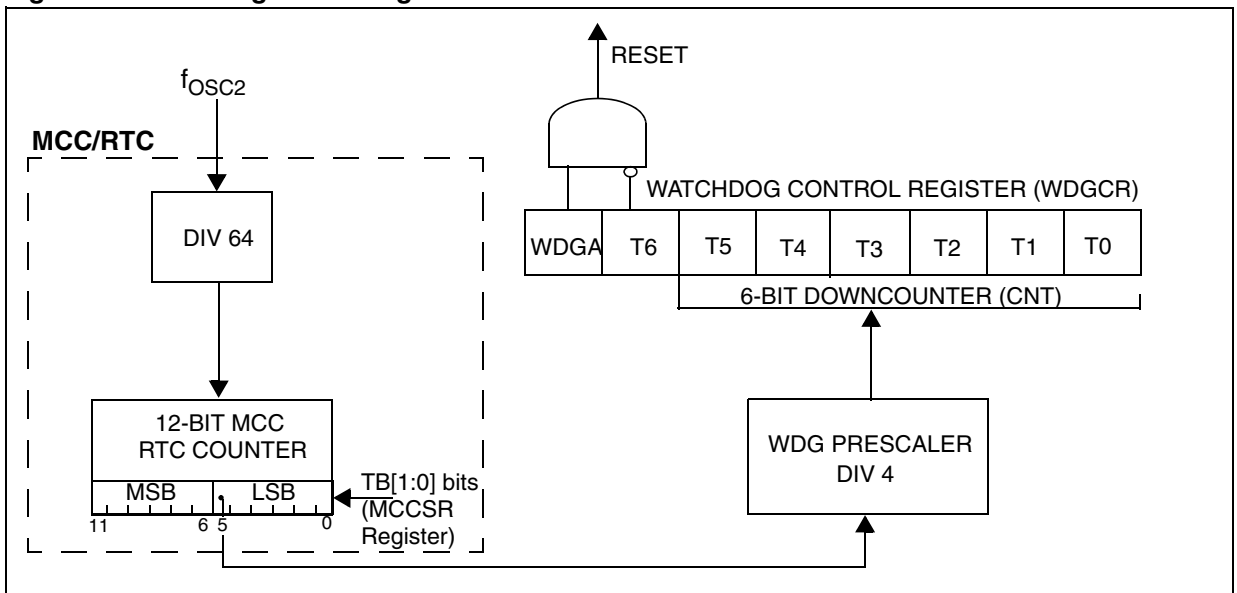 RESET
fOSC2
MCC/RTC
DIV 64
WATCHDOG CONTROL REGISTER (WDGCR)
WDGA T6 T5 T4 T3 T2 T1 T0
6-BIT DOWNCOUNTER (CNT)
12-BIT MCC
RTC COUNTER
MSB LSB
11 6 5 0
TB[1:0] bits
(MCCSR
Register)
WDG PRESCALER
DIV 4